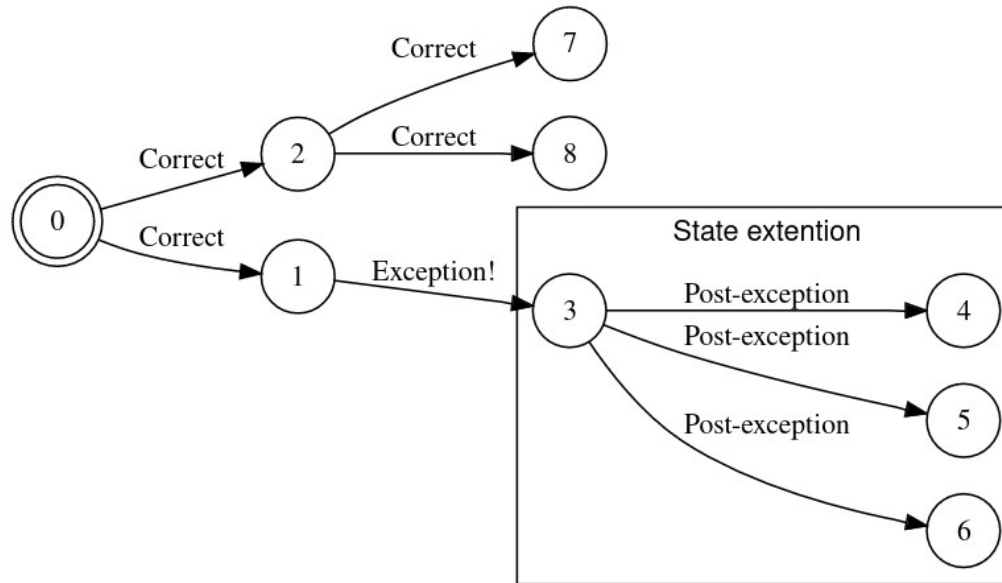 7
Correct
2
Correct
8
Correct
0
Correct
1
Exception!
State extention
3
Post-exception
4
Post-exception
5
Post-exception
6